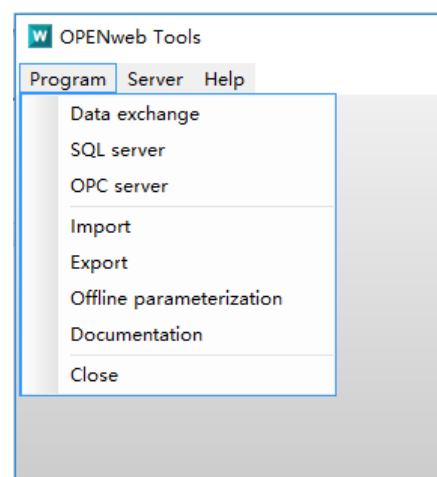 W OPENweb Tools
Program Server Help
Data exchange
SQL server
OPC server
Import
Export
Offline parameterization
Documentation
Close